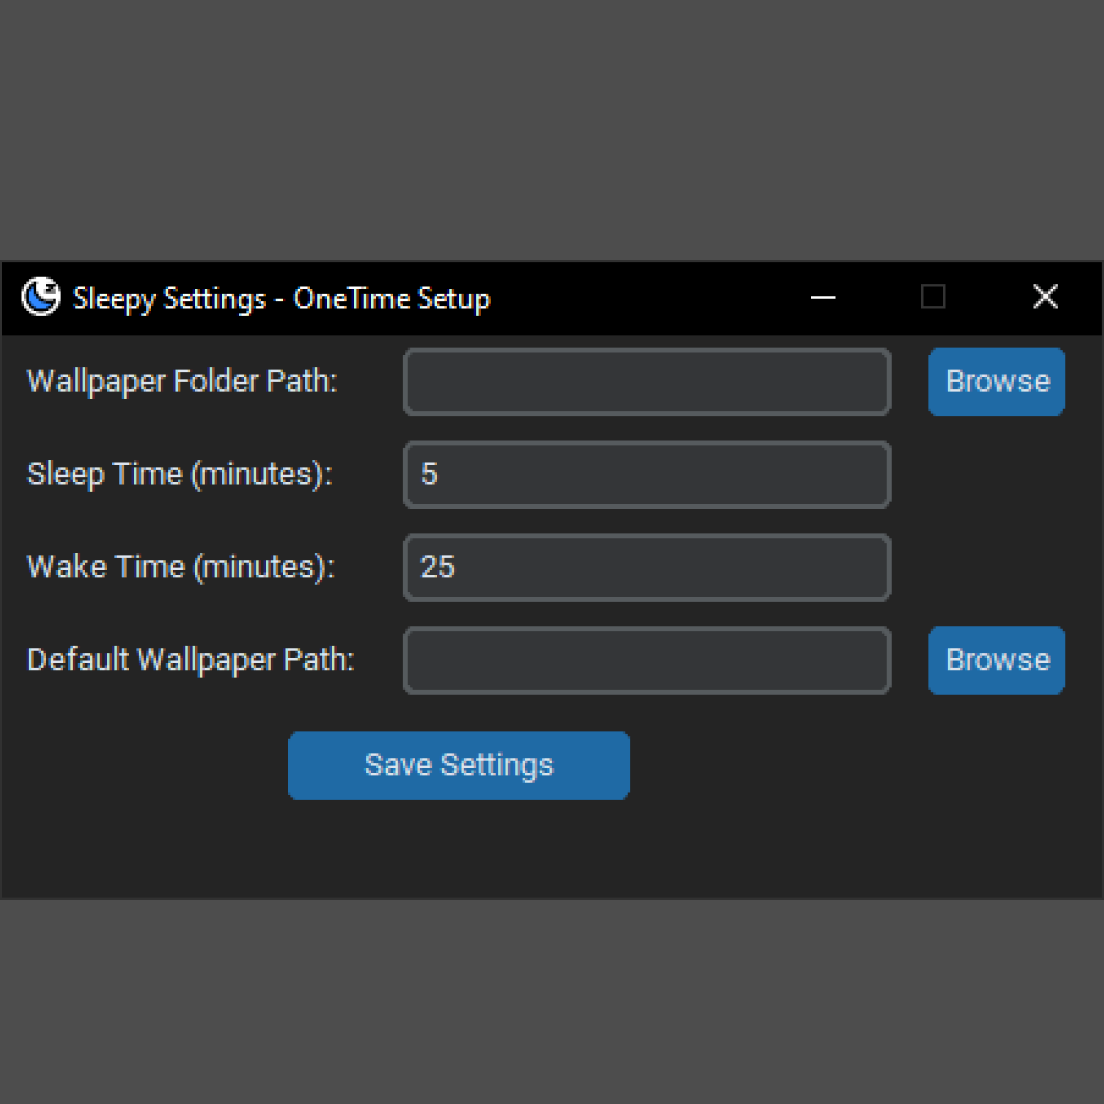 Sleepy Settings - OneTime Setup
Wallpaper Folder Path: Browse
Sleep Time (minutes): 5
Wake Time (minutes): 25
Default Wallpaper Path: Browse
Save Settings